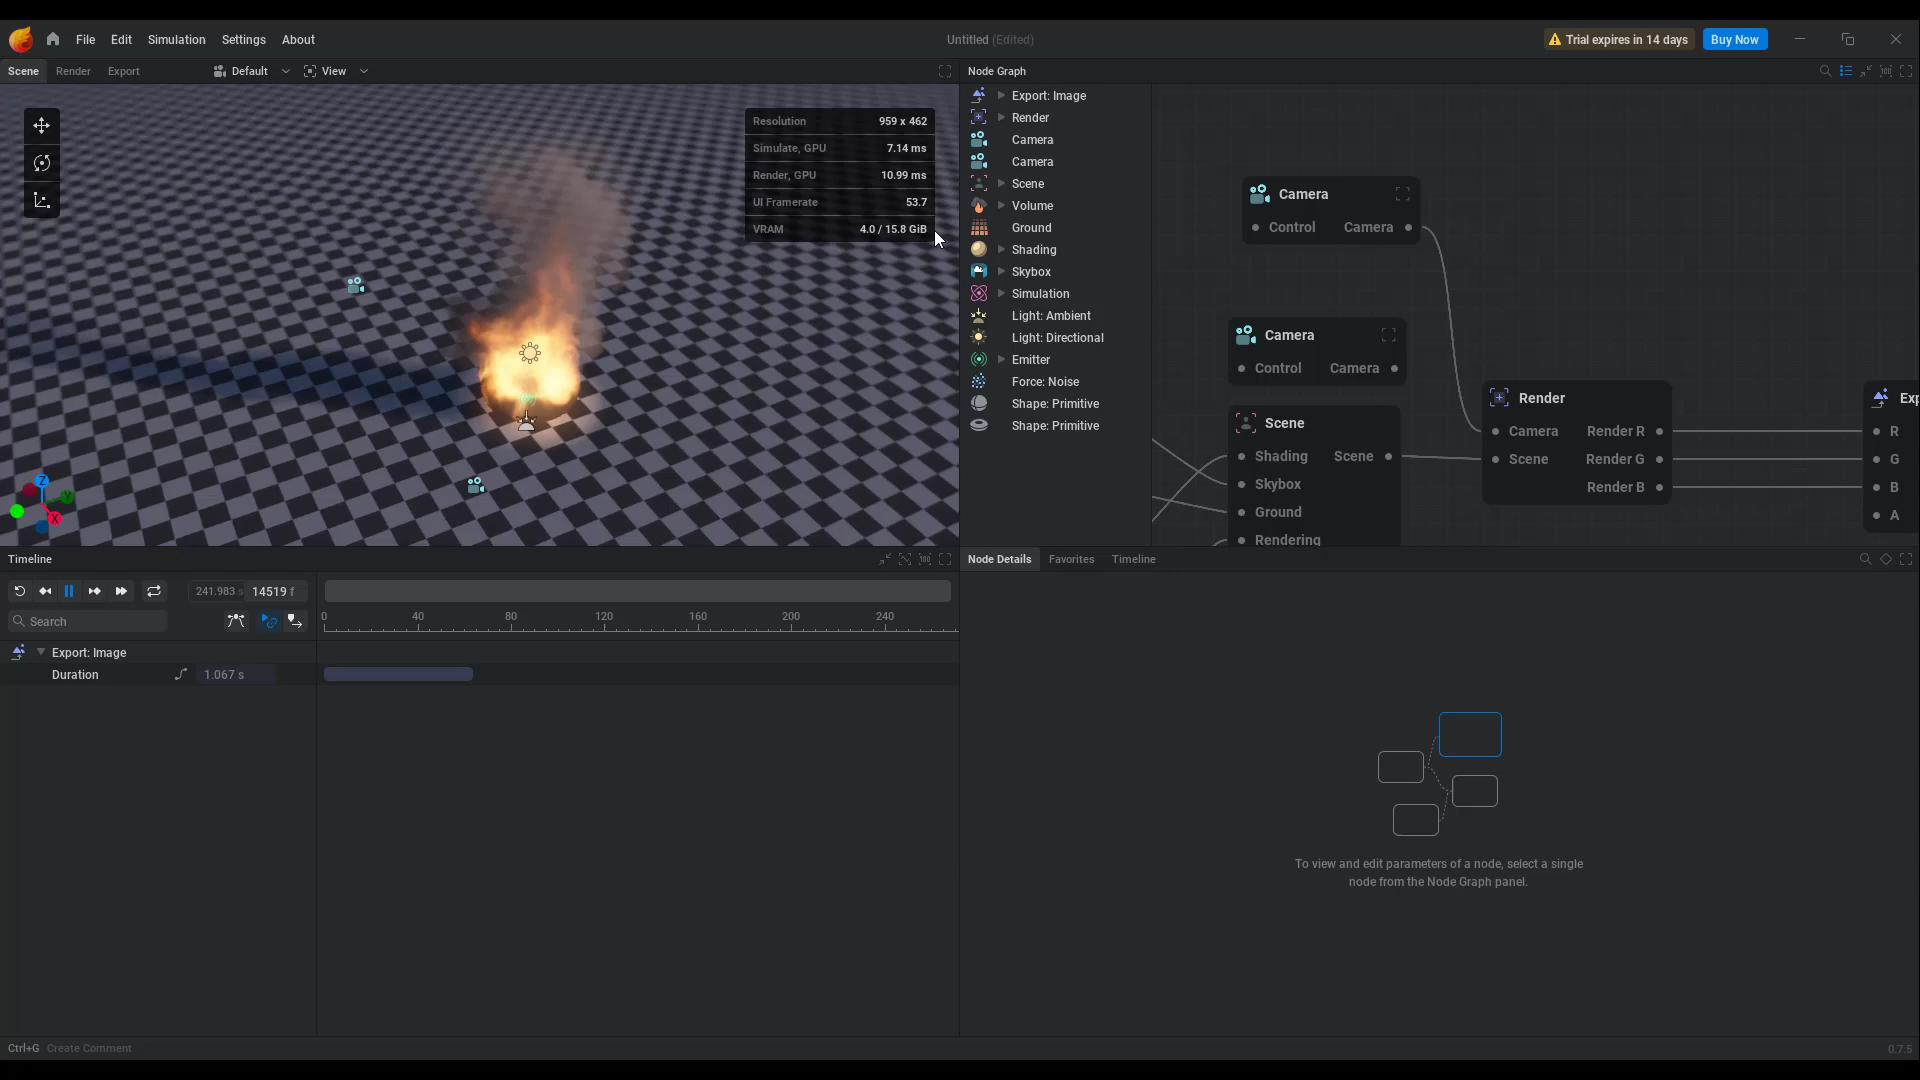 File Edit Simulation Settings About
Untitled (Edited)
Trial expires in 14 days Buy Now
Scene Render Export Default View
Resolution 959 x 462
Simulate, GPU 7.14 ms
Render, GPU 10.99 ms
UI Framerate 53.7
VRAM 4.0 / 15.8 GiB
Z
Y
X
Node Graph
Export: Image
Render
Camera
Camera
Scene
Volume
Ground
Shading
Skybox
Simulation
Light: Ambient
Light: Directional
Emitter
Force: Noise
Shape: Primitive
Shape: Primitive
Camera
Control Camera
Camera
Control Camera
Scene
Shading Scene
Skybox
Ground
Rendering
Render
Camera Render R
Scene Render G
Render B
Exp
R
G
B
A
Timeline
241.983 s 14519 f
Search
0 40 80 120 160 200 240
Export: Image
Duration 1.067 s
Node Details Favorites Timeline
To view and edit parameters of a node, select a single
node from the Node Graph panel.
Ctrl+G Create Comment
0.7.5